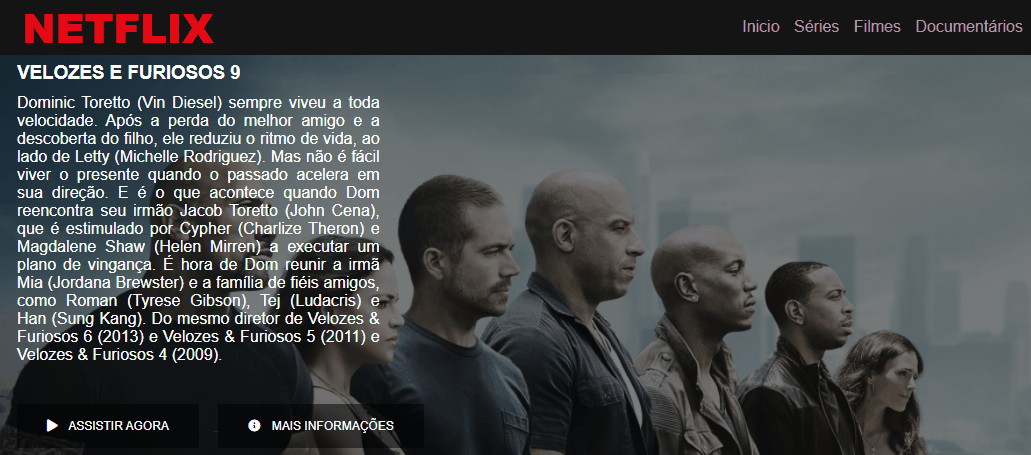 NETFLIX
Inicio Séries Filmes Documentários
VELOZES E FURIOSOS 9
Dominic Toretto (Vin Diesel) sempre viveu a toda
velocidade. Após a perda do melhor amigo e a
descoberta do filho, ele reduziu o ritmo de vida, ao
lado de Letty (Michelle Rodriguez). Mas não é fácil
viver o presente quando o passado acelera em
sua direção. E é o que acontece quando Dom
reencontra seu irmão Jacob Toretto (John Cena),
que é estimulado por Cypher (Charlize Theron) e
Magdalene Shaw (Helen Mirren) a executar um
plano de vingança. É hora de Dom reunir a irmã
Mia (Jordana Brewster) e a família de fiéis amigos,
como Roman (Tyrese Gibson), Tej (Ludacris) e
Han (Sung Kang). Do mesmo diretor de Velozes &
Furiosos 6 (2013) e Velozes & Furiosos 5 (2011) e
Velozes & Furiosos 4 (2009).
ASSISTIR AGORA
MAIS INFORMAÇÕES